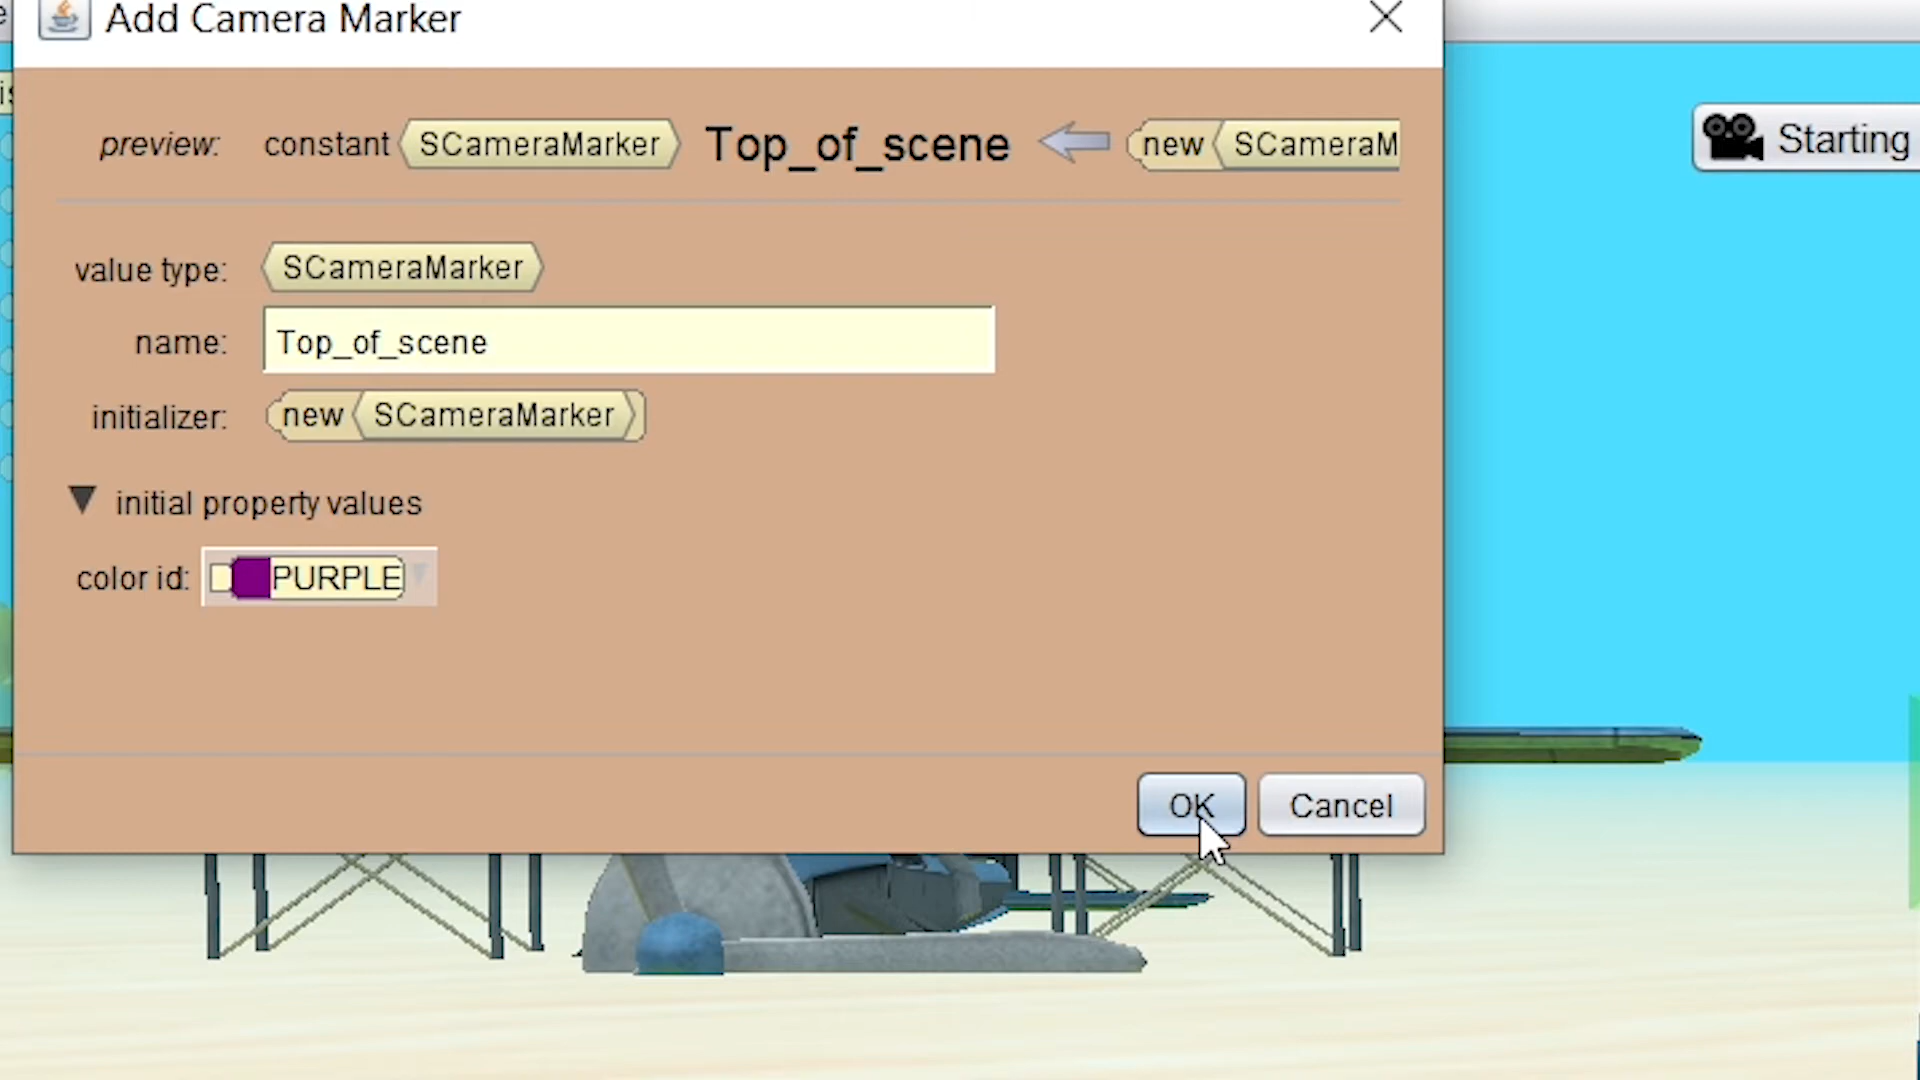 Add Camera Marker
preview: constant SCameraMarker Top_of_scene new SCameraM
Starting
value type: SCameraMarker
name: Top_of_scene
initializer: new SCameraMarker
initial property values
color id: PURPLE
OK Cancel